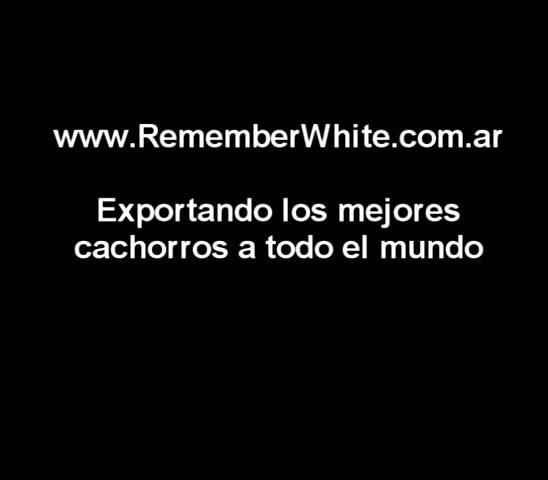 www.RememberWhite.com.ar
Exportando los mejores
cachorros a todo el mundo